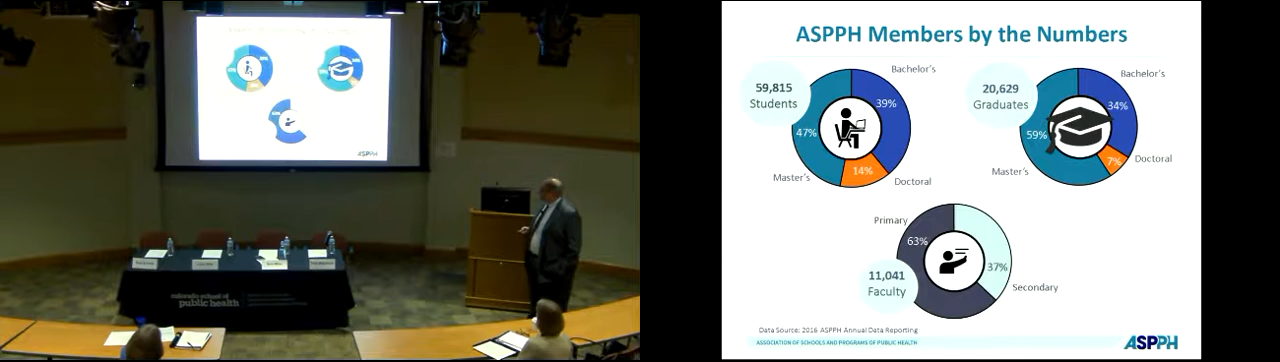 ASPPH
colorado school of
public health
ASPPH Members by the Numbers
59,815
Students
Bachelor's
39%
47%
14%
Master's
Doctoral
20,629
Graduates
Bachelor's
34%
59%
7%
Doctoral
Master's
Primary
63%
37%
11,041
Faculty
Secondary
Data Source: 2016 ASPPH Annual Data Reporting
ASSOCIATION OF SCHOOLS AND PROGRAMS OF PUBLIC HEALTH
ASPPH